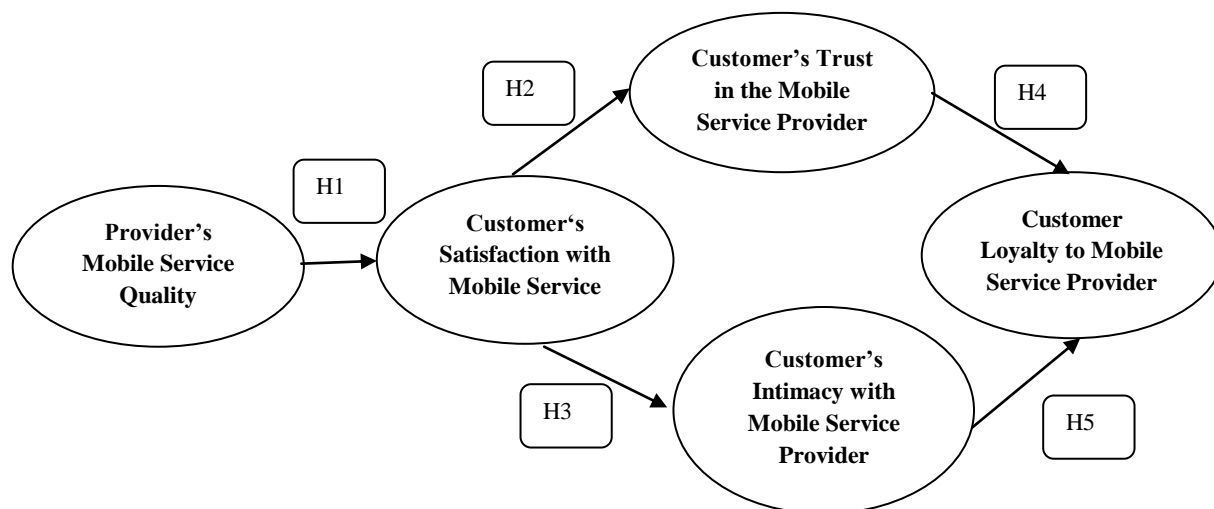 Customer’s Trust
in the Mobile
Service Provider
H2
H4
H1
Provider’s
Mobile Service
Quality
Customer‘s
Satisfaction with
Mobile Service
Customer
Loyalty to Mobile
Service Provider
H3
Customer’s
Intimacy with
Mobile Service
Provider
H5